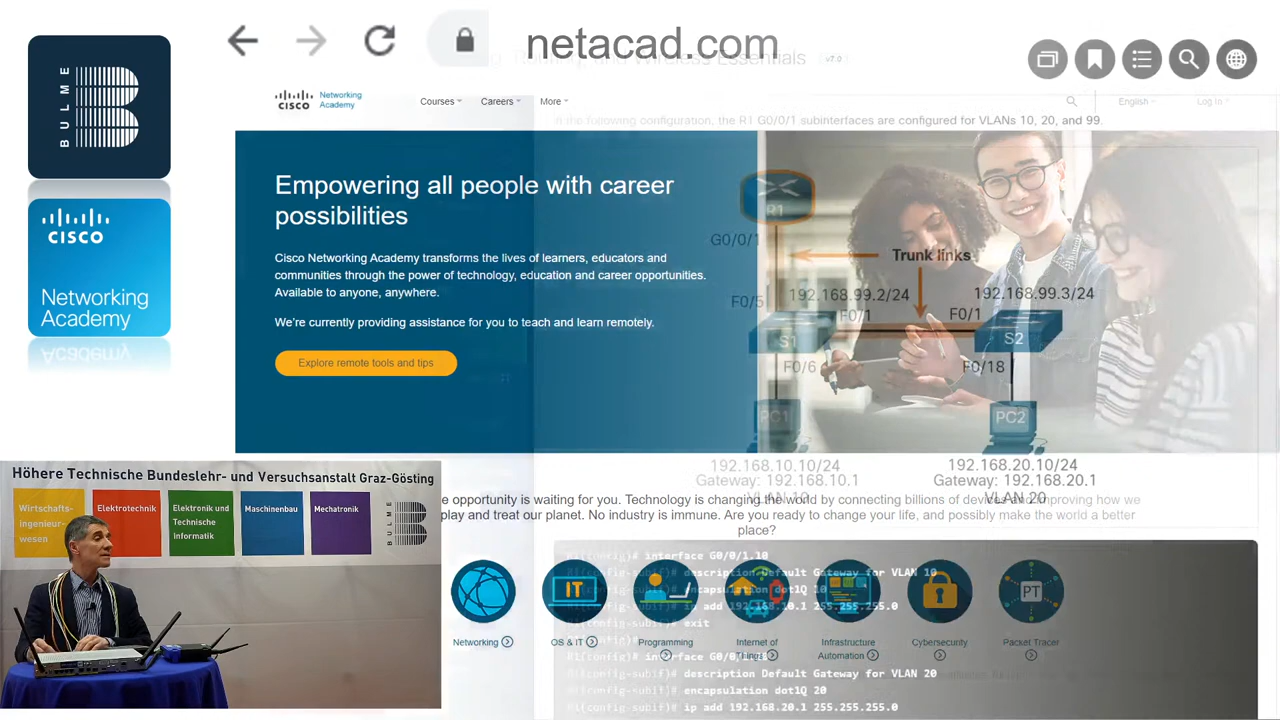 netacad.com
ng, Routing, and Wireless Essentials v7.0
BULME
CISCO
Networking
Academy
CISCO
Networking
Academy
Courses
Careers
More
English
Log In
n the following configuration, the R1 G0/0/1 subinterfaces are configured for VLANs 10, 20, and 99.
Empowering all people with career
possibilities
Cisco Networking Academy transforms the lives of learners, educators and
communities through the power of technology, education and career opportunities.
Available to anyone, anywhere.
We're currently providing assistance for you to teach and learn remotely.
Explore remote tools and tips
R1
G0/0/1
Trunk links
192.168.99.2/24
192.168.99.3/24
F0/5
F0/1
F0/1
S1
S2
F0/6
F0/18
PC1
PC2
192.168.10.10/24
Gateway: 192.168.10.1
VLAN 10
192.168.20.10/24
Gateway: 192.168.20.1
VLAN 20
Höhere Technische Bundeslehr- und Versuchsanstalt Graz-Gösting
Wirtschafts-
ingenieur-
wesen
Elektrotechnik
Elektronik und
Technische
Informatik
Maschinenbau
Mechatronik
BULME
e opportunity is waiting for you. Technology is changing the world by connecting billions of devices and improving how we
play and treat our planet. No industry is immune. Are you ready to change your life, and possibly make the world a better
place?
R1(config)# interface G0/0/1.10
R1(config-subif)# description Default Gateway for VLAN 10
R1(config-subif)# encapsulation dot1Q 10
R1(config-subif)# ip add 192.168.10.1 255.255.255.0
R1(config-subif)# exit
R1(config)# interface G0/0/1.20
R1(config-subif)# description Default Gateway for VLAN 20
R1(config-subif)# encapsulation dot1Q 20
R1(config-subif)# ip add 192.168.20.1 255.255.255.0
Networking
IT
OS & IT
Programming
Internet of
Things
Infrastructure
Automation
Cybersecurity
PT
Packet Tracer